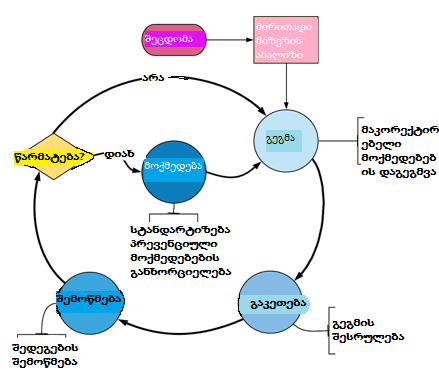 შეცდომა
ძირითადი
მიზეზის
ანალიზი
არა
გეგმა
მაკორექტირ
ებელი
მოქმედებებ
ის დაგეგმვა
წარმატება?
დიახ
მოქმედება
სტანდარტიზება
პრევენციული
მოქმედებების
განხორციელება
შემოწმება
გაკეთება
შედეგების
შემოწმება
გეგმის
შესრულება